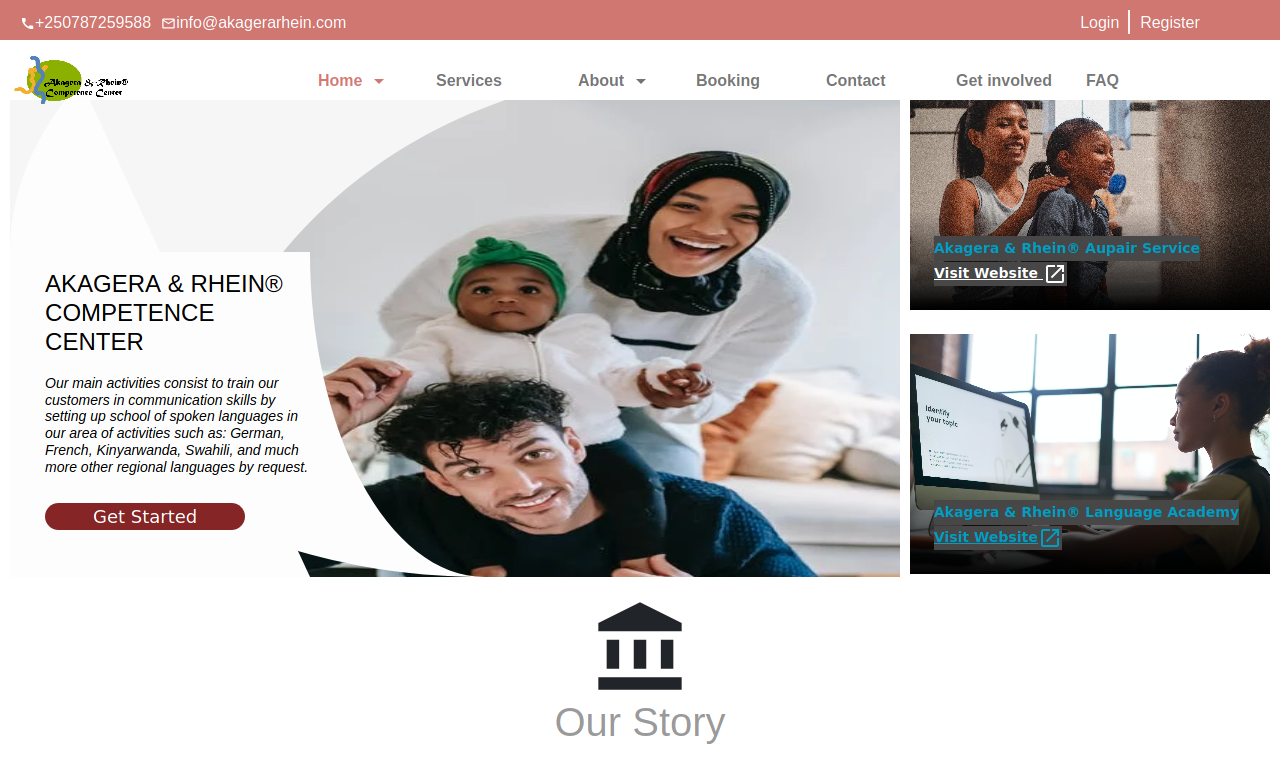 +250787259588 info@akagerarhein.com Login Register
Akagera & Rhein®
Competence Center
Home Services About Booking Contact Get involved FAQ
AKAGERA & RHEIN®
COMPETENCE
CENTER
Our main activities consist to train our
customers in communication skills by
setting up school of spoken languages in
our area of activities such as: German,
French, Kinyarwanda, Swahili, and much
more other regional languages by request.
Get Started
Akagera & Rhein® Aupair Service
Visit Website
Identify
your topic
Akagera & Rhein® Language Academy
Visit Website
Our Story